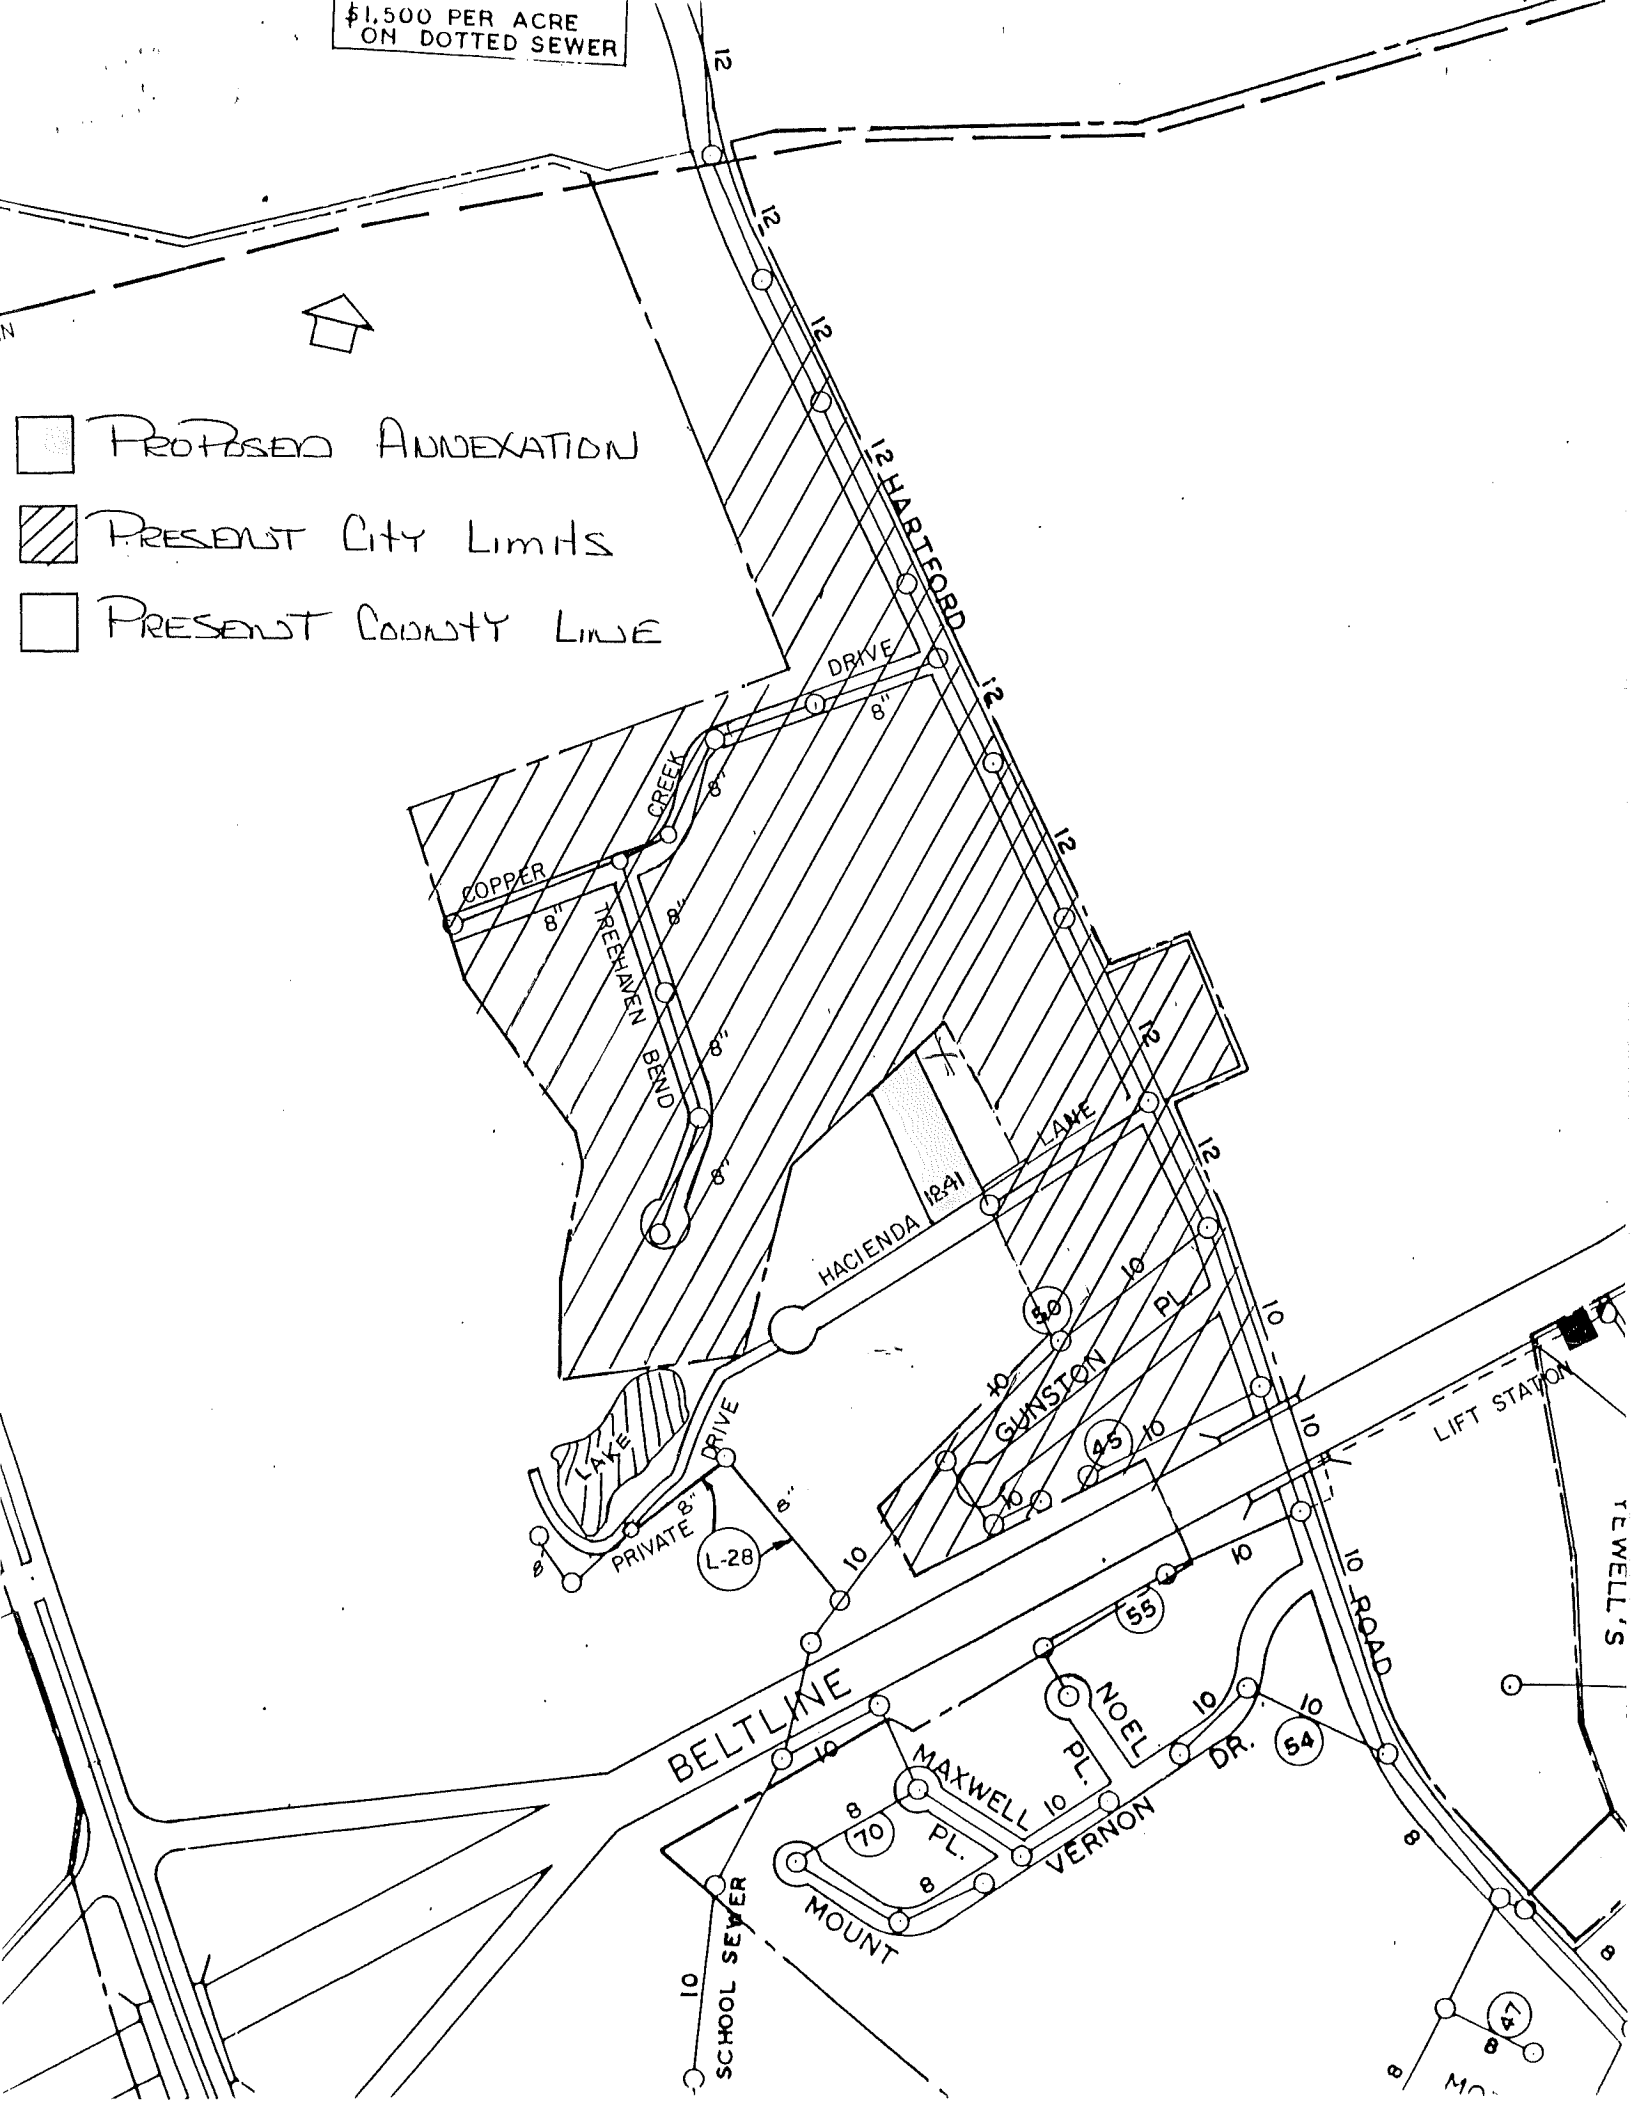 $1,500 PER ACRE
ON DOTTED SEWER
12
12
12
12 HARTFORD
N
PROPOSED ANNEXATION
PRESENT CITY LIMITS
PRESENT COUNTY LINE
DRIVE
8"
12
CREEK
8"
12
COPPER
8"
8"
TREEHAVEN
BEND
8"
8"
12
LANE
12
1241
HACIENDA
10
50
PL.
10
10
GUNSTON
45
10
10
10
LIFT STATION
LAKE
DRIVE
8"
8"
PRIVATE
8"
L-28
10
10
10
ROAD
TEWELL'S
55
BELTLINE
10
NOEL
PL.
10
DR.
10
54
MAXWELL
PL.
10
VERNON
8
70
8
MOUNT
8
10
SCHOOL SEWER
8
47
8
8